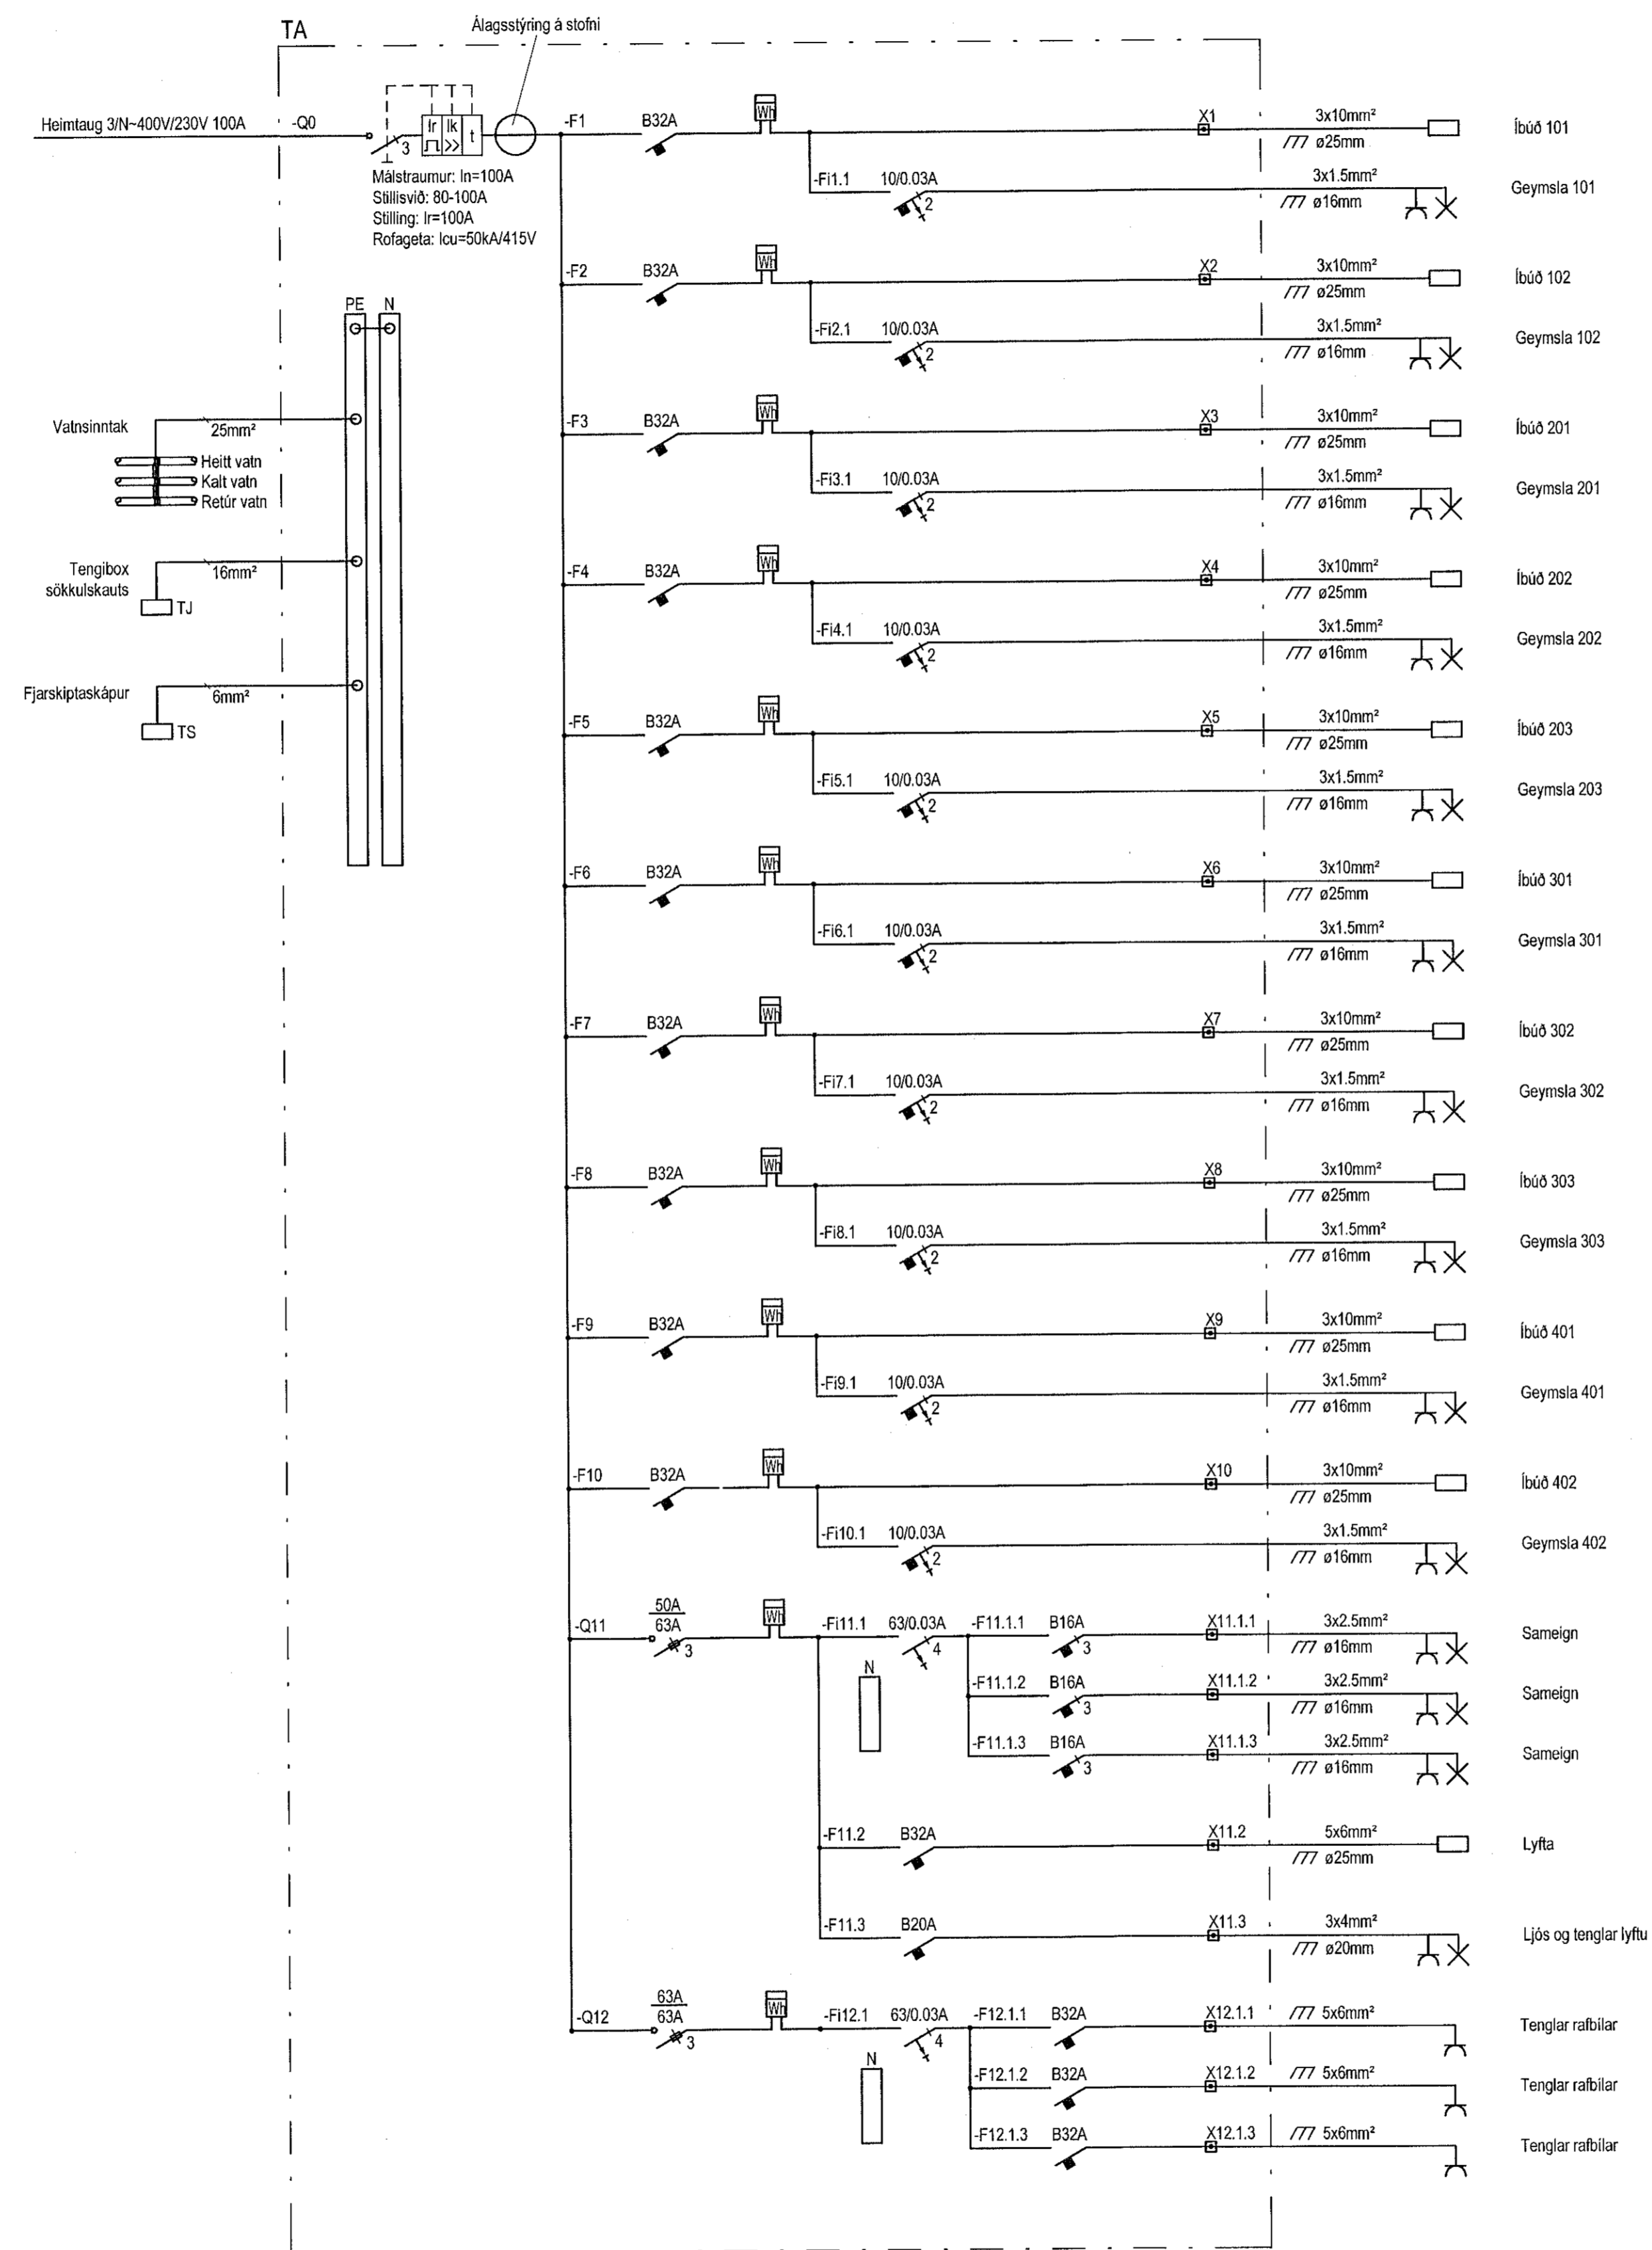 TA
Álagsstýring á stofni
Heimtaug 3/N~400V/230V 100A
-Q0
3
Ir
Ik
>>
t
Málstraumur: In=100A
Stillisvið: 80-100A
Stilling: Ir=100A
Rofageta: Icu=50kA/415V
PE
N
Vatnsinntak
25mm²
Heitt vatn
Kalt vatn
Retúr vatn
Tengibox
sökkulskauts
16mm²
TJ
Fjarskiptaskápur
6mm²
TS
-F1 B32A Wh X1 3x10mm² Íbúð 101
ø25mm
-Fi1.1 10/0.03A 3x1.5mm² Geymsla 101
2 ø16mm
-F2 B32A Wh X2 3x10mm² Íbúð 102
ø25mm
-Fi2.1 10/0.03A 3x1.5mm² Geymsla 102
2 ø16mm
-F3 B32A Wh X3 3x10mm² Íbúð 201
ø25mm
-Fi3.1 10/0.03A 3x1.5mm² Geymsla 201
2 ø16mm
-F4 B32A Wh X4 3x10mm² Íbúð 202
ø25mm
-Fi4.1 10/0.03A 3x1.5mm² Geymsla 202
2 ø16mm
-F5 B32A Wh X5 3x10mm² Íbúð 203
ø25mm
-Fi5.1 10/0.03A 3x1.5mm² Geymsla 203
2 ø16mm
-F6 B32A Wh X6 3x10mm² Íbúð 301
ø25mm
-Fi6.1 10/0.03A 3x1.5mm² Geymsla 301
2 ø16mm
-F7 B32A Wh X7 3x10mm² Íbúð 302
ø25mm
-Fi7.1 10/0.03A 3x1.5mm² Geymsla 302
2 ø16mm
-F8 B32A Wh X8 3x10mm² Íbúð 303
ø25mm
-Fi8.1 10/0.03A 3x1.5mm² Geymsla 303
2 ø16mm
-F9 B32A Wh X9 3x10mm² Íbúð 401
ø25mm
-Fi9.1 10/0.03A 3x1.5mm² Geymsla 401
2 ø16mm
-F10 B32A Wh X10 3x10mm² Íbúð 402
ø25mm
-Fi10.1 10/0.03A 3x1.5mm² Geymsla 402
2 ø16mm
50A
-Q11 63A Wh -Fi11.1 63/0.03A -F11.1.1 B16A X11.1.1 3x2.5mm² Sameign
3 4 3 ø16mm
N
-F11.1.2 B16A X11.1.2 3x2.5mm² Sameign
3 ø16mm
-F11.1.3 B16A X11.1.3 3x2.5mm² Sameign
3 ø16mm
-F11.2 B32A X11.2 5x6mm² Lyfta
ø25mm
-F11.3 B20A X11.3 3x4mm² Ljós og tenglar lyftu
ø20mm
63A
-Q12 63A Wh -Fi12.1 63/0.03A -F12.1.1 B32A X12.1.1 5x6mm² Tenglar rafbílar
3 4
N
-F12.1.2 B32A X12.1.2 5x6mm² Tenglar rafbílar
-F12.1.3 B32A X12.1.3 5x6mm² Tenglar rafbílar